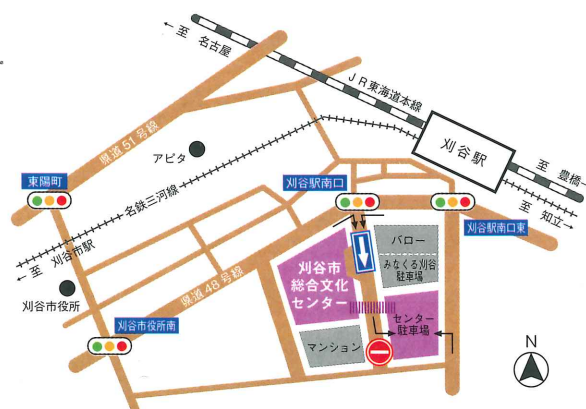 ← 至 名古屋
JR東海道本線
県道51号線
刈谷駅
至 豊橋→
至 知立→
アピタ
東陽町
名鉄三河線
刈谷駅南口
刈谷駅南口東
← 至 刈谷市駅
県道48号線
バロー
みなくる刈谷
駐車場
刈谷市
総合文化
センター
刈谷市役所
刈谷市役所南
センター
駐車場
マンション
N